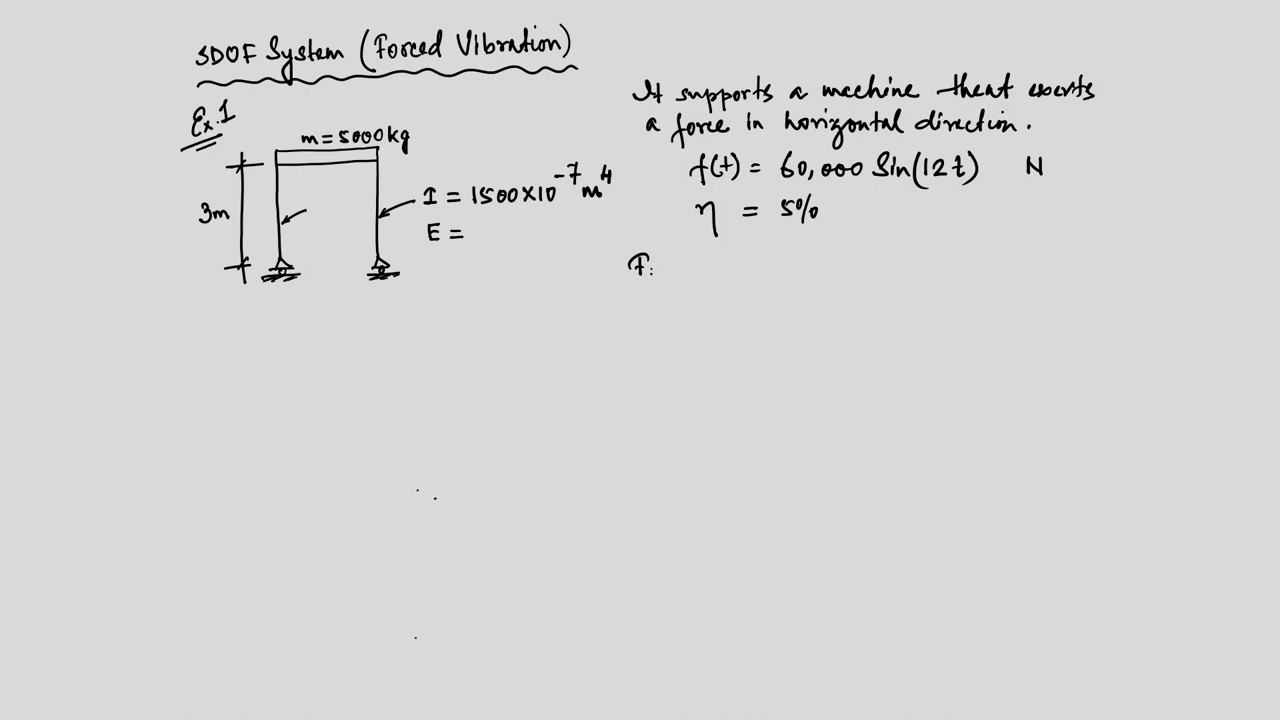 SDOF System (Forced Vibration)
Ex.1
m = 5000kg
3m
I = 1500X10⁻⁷ m⁴
E =
It supports a machine that exerts
a force in horizontal direction.
f(t) = 60,000 Sin(12t) N
η = 5%